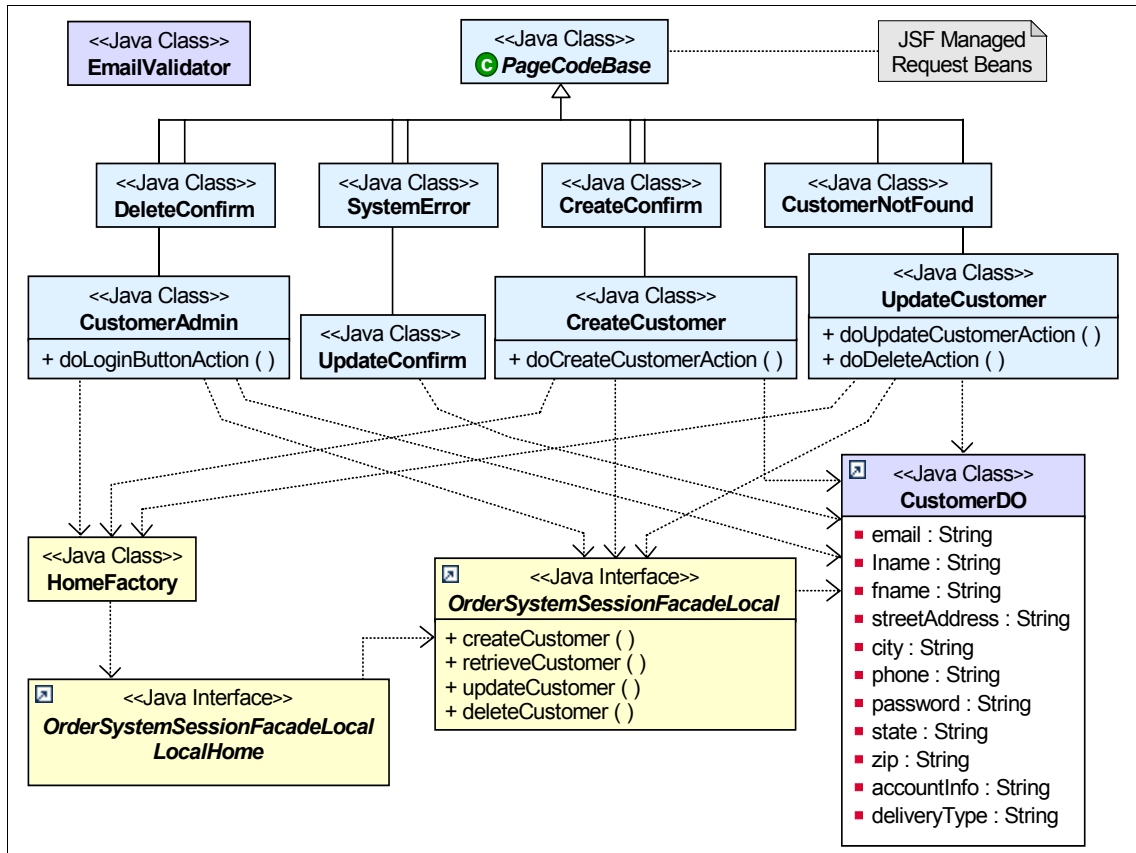 <<Java Class>>
EmailValidator
<<Java Class>>
C PageCodeBase
JSF Managed
Request Beans
<<Java Class>>
DeleteConfirm
<<Java Class>>
SystemError
<<Java Class>>
CreateConfirm
<<Java Class>>
CustomerNotFound
<<Java Class>>
CustomerAdmin
+ doLoginButtonAction ( )
<<Java Class>>
UpdateConfirm
<<Java Class>>
CreateCustomer
+ doCreateCustomerAction ( )
<<Java Class>>
UpdateCustomer
+ doUpdateCustomerAction ( )
+ doDeleteAction ( )
<<Java Class>>
HomeFactory
<<Java Interface>>
OrderSystemSessionFacadeLocal
LocalHome
<<Java Interface>>
OrderSystemSessionFacadeLocal
+ createCustomer ( )
+ retrieveCustomer ( )
+ updateCustomer ( )
+ deleteCustomer ( )
<<Java Class>>
CustomerDO
email : String
Iname : String
fname : String
streetAddress : String
city : String
phone : String
password : String
state : String
zip : String
accountInfo : String
deliveryType : String